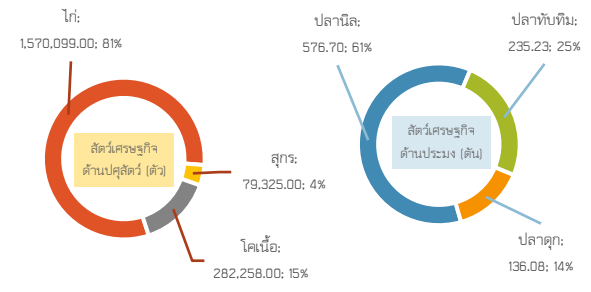 ไก่:
1,570,099.00; 81%
สัตว์เศรษฐกิจ
ด้านปศุสัตว์ (ตัว)
สุกร:
79,325.00; 4%
โคเนื้อ:
282,258.00; 15%
ปลานิล:
576.70; 61%
ปลาทับทิม:
235.23; 25%
สัตว์เศรษฐกิจ
ด้านประมง (ตัน)
ปลาดุก:
136.08; 14%